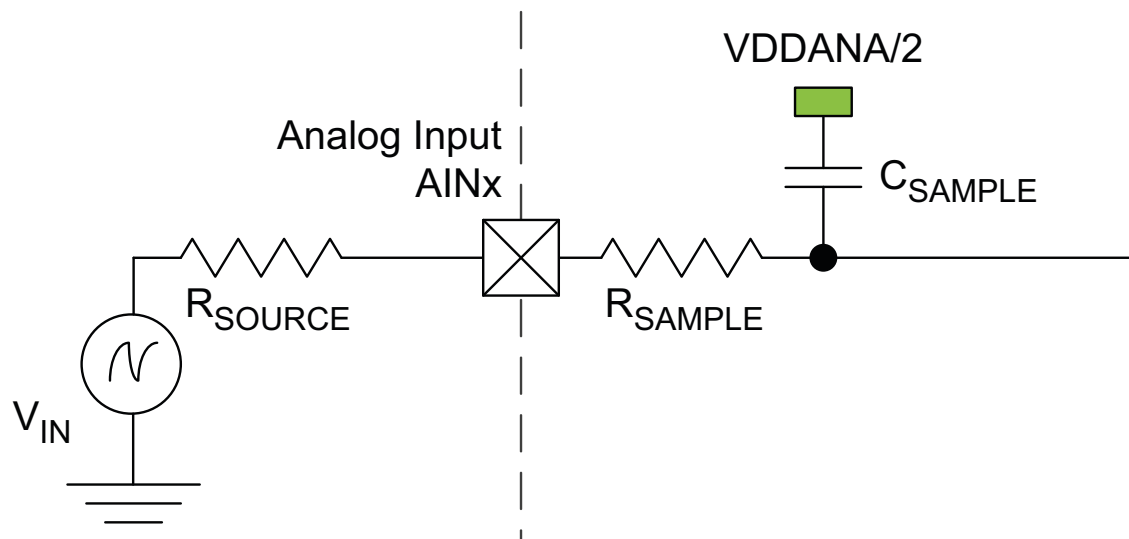 VDDANA/2
Analog Input
AINx
CSAMPLE
RSOURCE
RSAMPLE
VIN